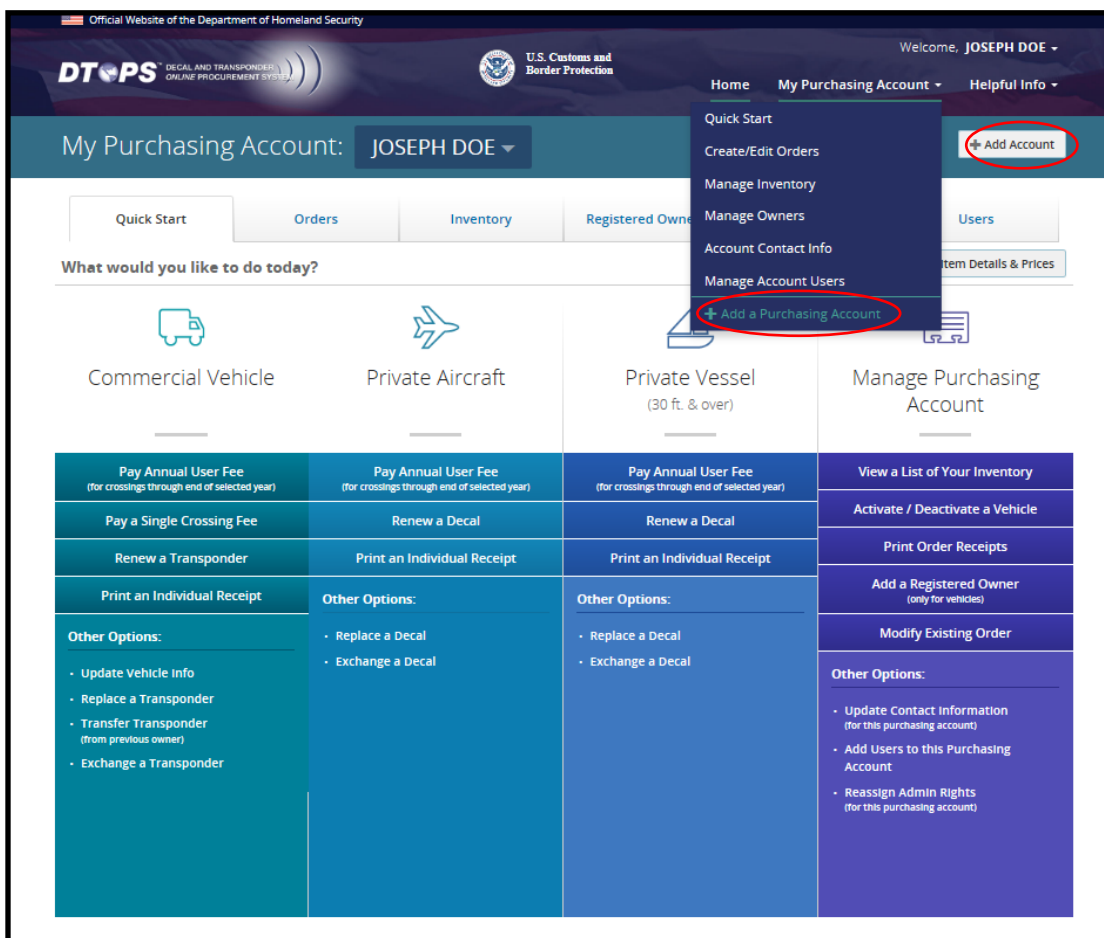 Official Website of the Department of Homeland Security
Welcome, JOSEPH DOE
DTOPS™ DECAL AND TRANSPONDER
ONLINE PROCUREMENT SYSTEM
U.S. Customs and
Border Protection
Home My Purchasing Account Helpful Info
My Purchasing Account: JOSEPH DOE
+ Add Account
Quick Start
Create/Edit Orders
Manage Inventory
Manage Owners
Account Contact Info
Manage Account Users
+ Add a Purchasing Account
Quick Start Orders Inventory Registered Owne Users
What would you like to do today?
Item Details & Prices
Commercial Vehicle
Private Aircraft
Private Vessel
(30 ft. & over)
Manage Purchasing
Account
Pay Annual User Fee
(for crossings through end of selected year)
Pay a Single Crossing Fee
Renew a Transponder
Print an Individual Receipt
Other Options:
· Update Vehicle Info
· Replace a Transponder
· Transfer Transponder
(from previous owner)
· Exchange a Transponder
Pay Annual User Fee
(for crossings through end of selected year)
Renew a Decal
Print an Individual Receipt
Other Options:
· Replace a Decal
· Exchange a Decal
Pay Annual User Fee
(for crossings through end of selected year)
Renew a Decal
Print an Individual Receipt
Other Options:
· Replace a Decal
· Exchange a Decal
View a List of Your Inventory
Activate / Deactivate a Vehicle
Print Order Receipts
Add a Registered Owner
(only for vehicles)
Modify Existing Order
Other Options:
· Update Contact Information
(for this purchasing account)
· Add Users to this Purchasing
Account
· Reassign Admin Rights
(for this purchasing account)